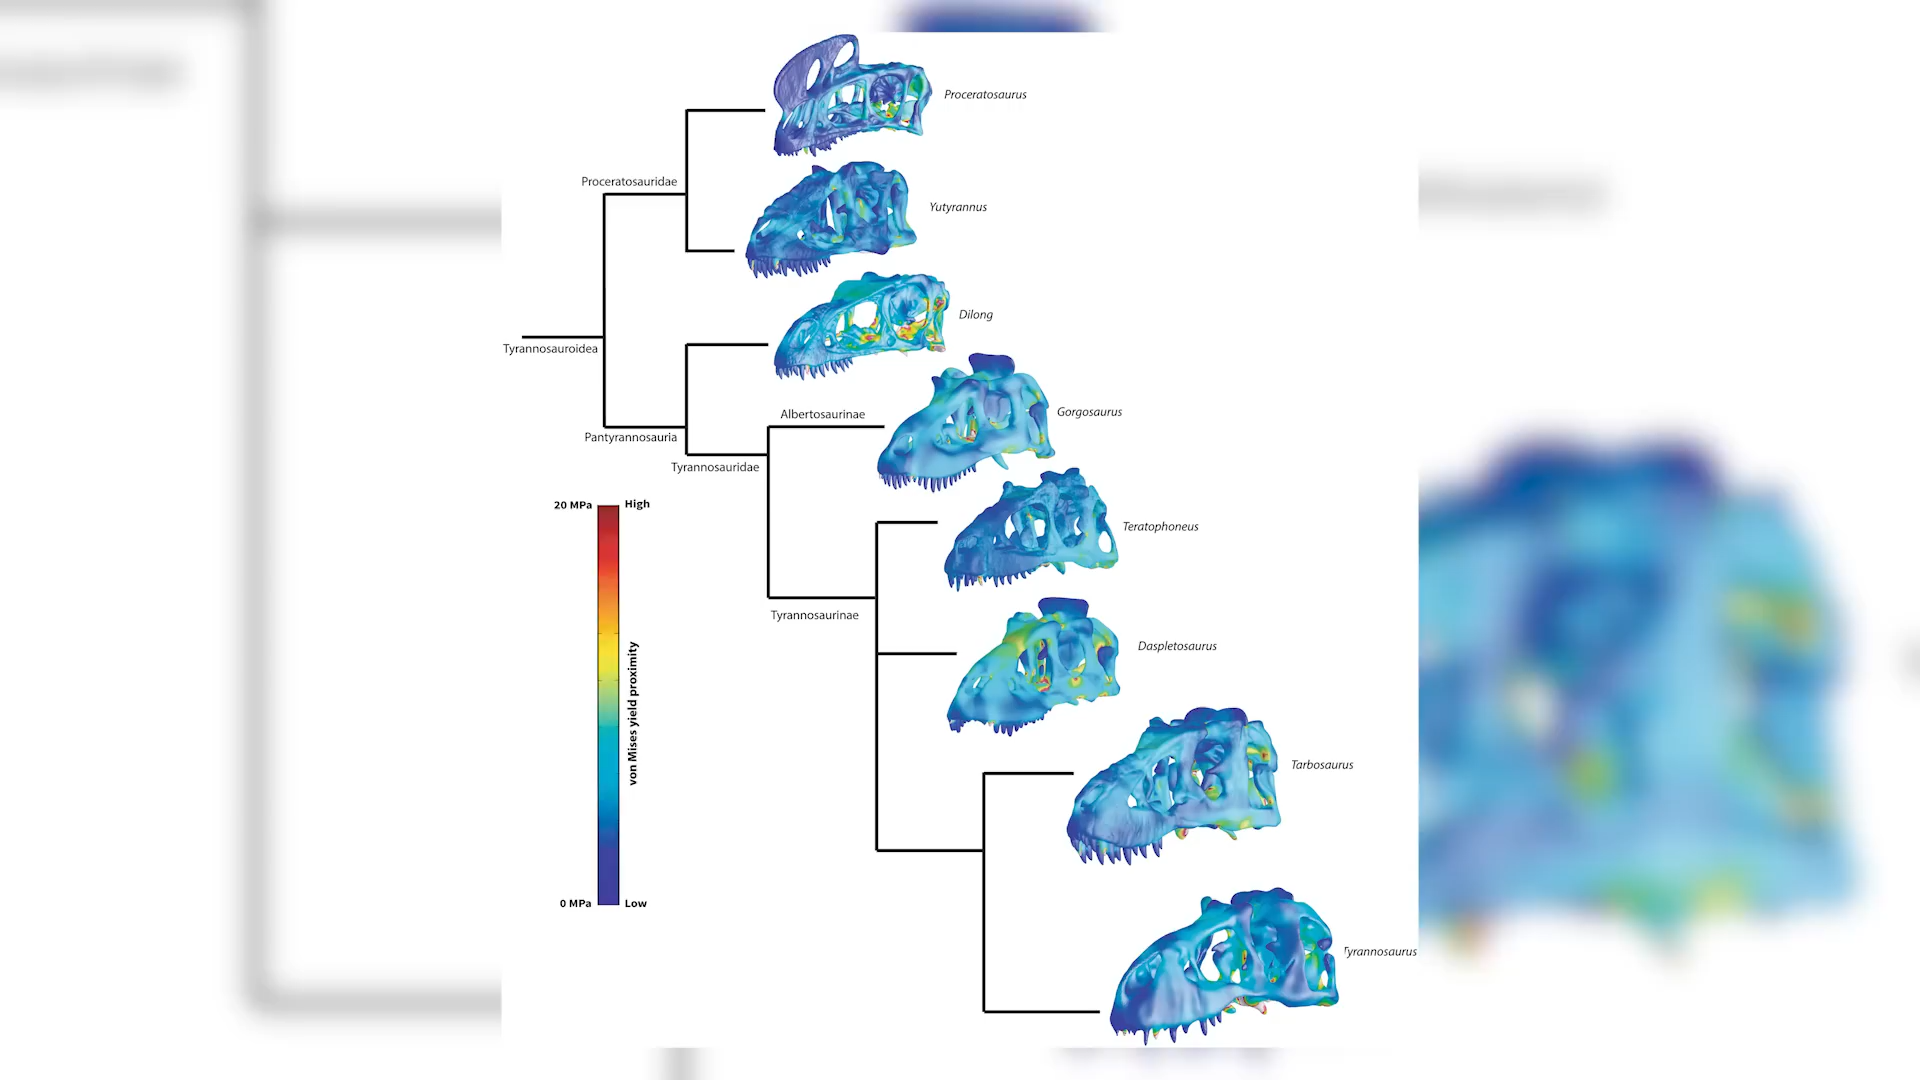 Proceratosaurus
Proceratosauridae
Yutyrannus
Dilong
Tyrannosauroidea
Albertosaurinae
Gorgosaurus
Pantyrannosauria
Tyrannosauridae
20 MPa
High
Teratophoneus
Tyrannosaurinae
Daspletosaurus
von Mises yield proximity
Tarbosaurus
0 MPa
Low
Tyrannosaurus